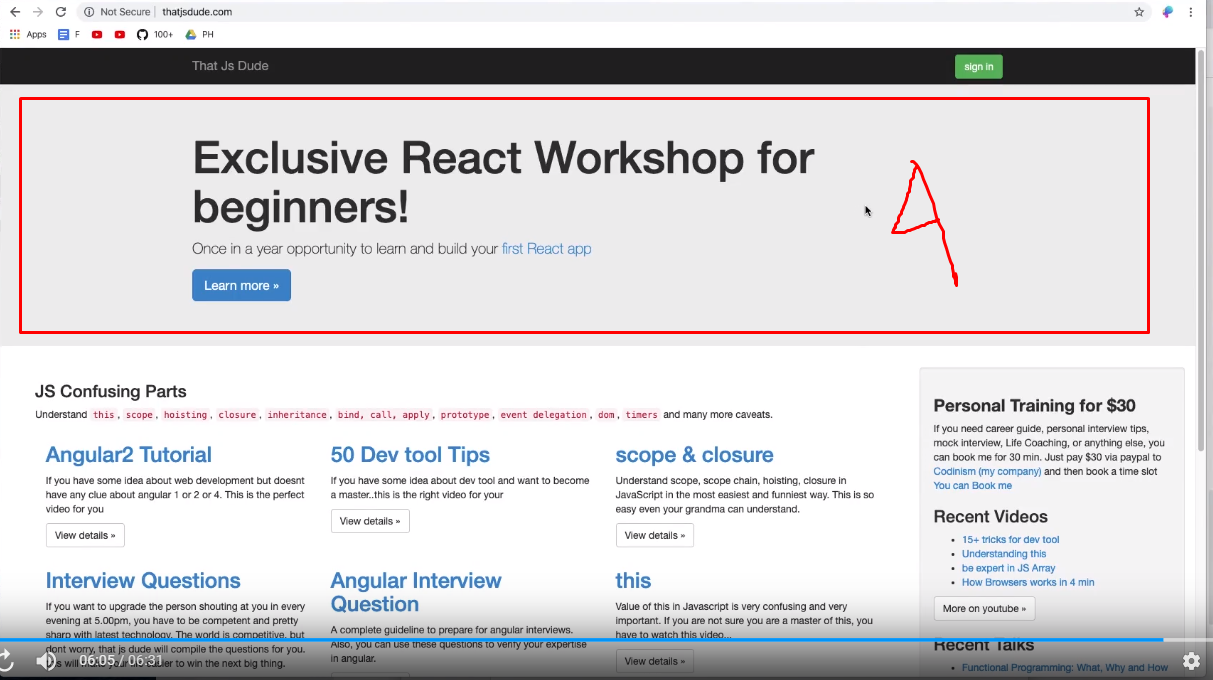 Not Secure | thatjsdude.com
Apps F 100+ PH
That Js Dude
sign in
Exclusive React Workshop for
beginners!
Once in a year opportunity to learn and build your first React app
Learn more »
A
JS Confusing Parts
Understand this, scope, hoisting, closure, inheritance, bind, call, apply, prototype, event delegation, dom, timers and many more caveats.
Angular2 Tutorial
If you have some idea about web development but doesnt
have any clue about angular 1 or 2 or 4. This is the perfect
video for you
View details »
50 Dev tool Tips
If you have some idea about dev tool and want to become
a master..this is the right video for your
View details »
scope & closure
Understand scope, scope chain, hoisting, closure in
JavaScript in the most easiest and funniest way. This is so
easy even your grandma can understand.
View details »
Interview Questions
If you want to upgrade the person shouting at you in every
evening at 5.00pm, you have to be competent and pretty
sharp with latest technology. The world is competitive, but
dont worry, that js dude will compile the questions for you.
will make easier to win the next big thing.
Angular Interview
Question
A complete guideline to prepare for angular interviews.
Also, you can use these questions to verify your expertise
in angular.
this
Value of this in Javascript is very confusing and very
important. If you are not sure you are a master of this, you
have to watch this video...
View details »
Personal Training for $30
If you need career guide, personal interview tips,
mock interview, Life Coaching, or anything else, you
can book me for 30 min. Just pay $30 via paypal to
Codinism (my company) and then book a time slot
You can Book me
Recent Videos
15+ tricks for dev tool
Understanding this
be expert in JS Array
How Browsers works in 4 min
More on youtube »
Recent Talks
Functional Programming: What, Why and How
06:05 / 06:31